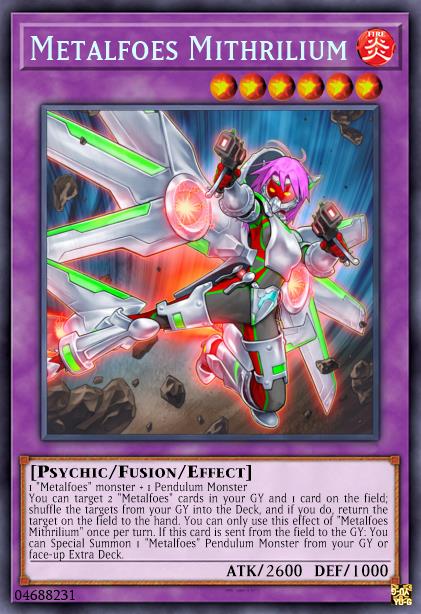 METALFOES MITHRILIUM
FIRE
炎
[PSYCHIC/FUSION/EFFECT]
1 "Metalfoes" monster + 1 Pendulum Monster
You can target 2 "Metalfoes" cards in your GY and 1 card on the field;
shuffle the targets from your GY into the Deck, and if you do, return the
target on the field to the hand. You can only use this effect of "Metalfoes
Mithrilium" once per turn. If this card is sent from the field to the GY: You
can Special Summon 1 "Metalfoes" Pendulum Monster from your GY or
face-up Extra Deck.
ATK/2600 DEF/1000
04688231